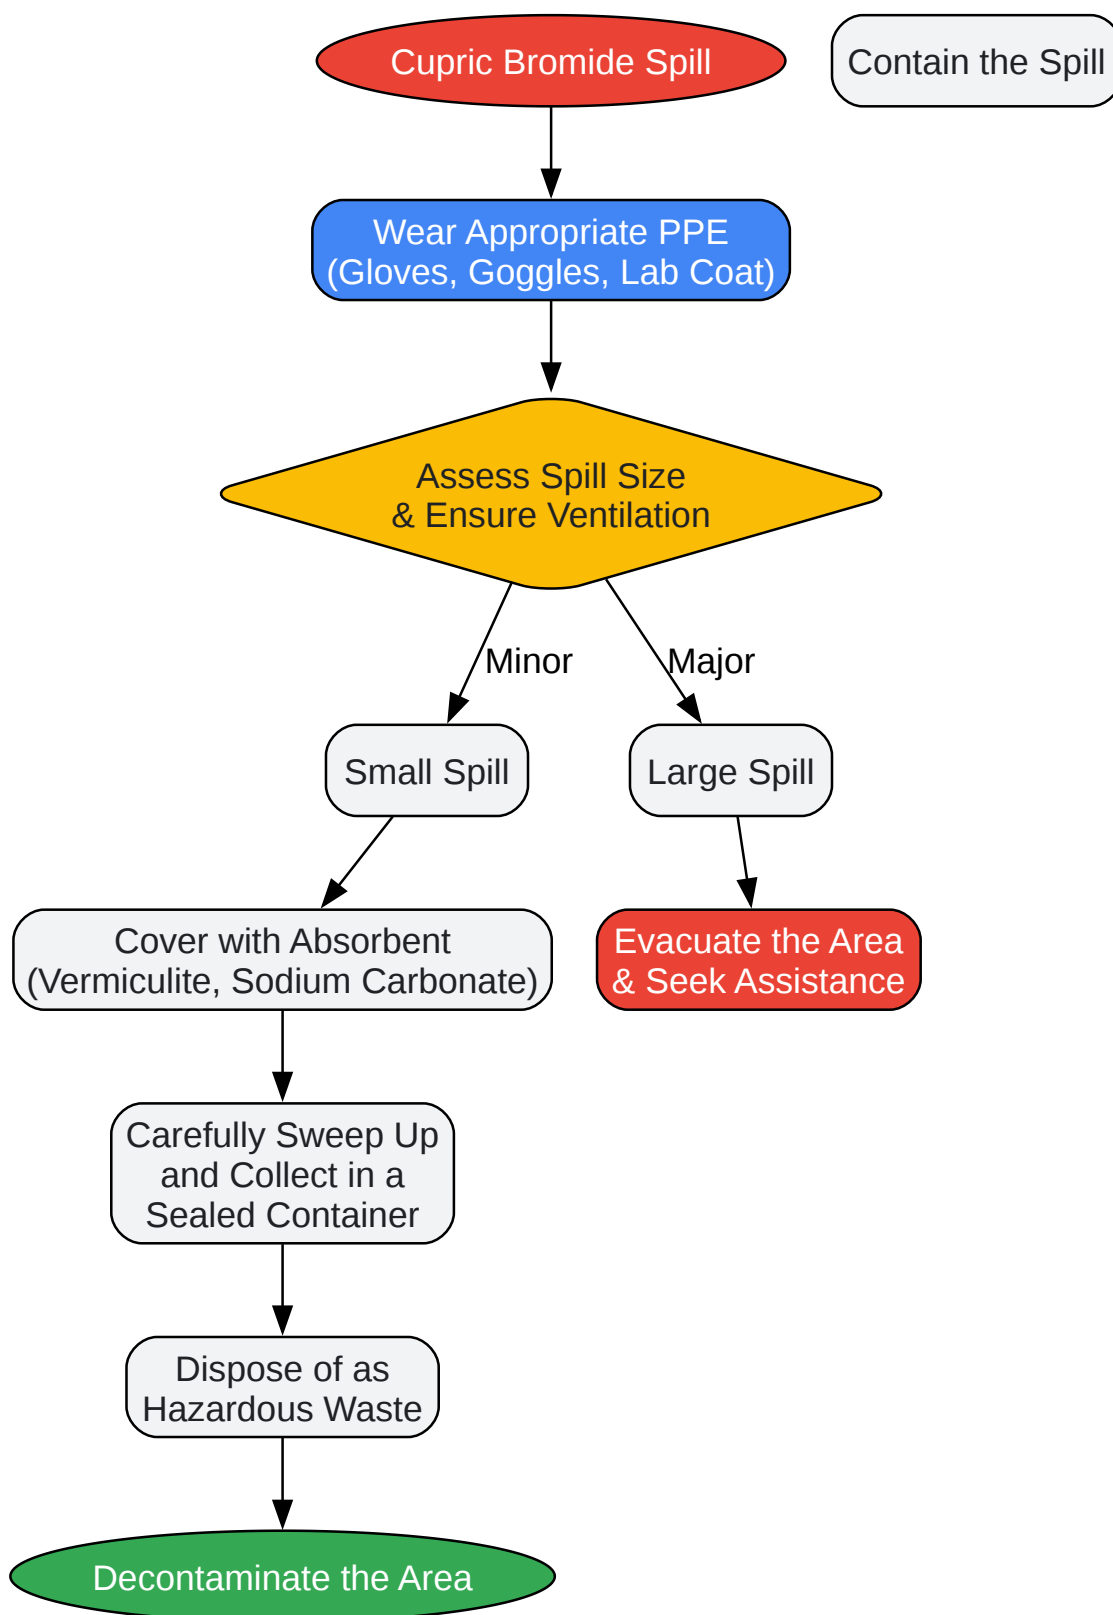 Cupric Bromide Spill
Contain the Spill
Wear Appropriate PPE
(Gloves, Goggles, Lab Coat)
Assess Spill Size
& Ensure Ventilation
Minor
Major
Small Spill
Large Spill
Cover with Absorbent
(Vermiculite, Sodium Carbonate)
Evacuate the Area
& Seek Assistance
Carefully Sweep Up
and Collect in a
Sealed Container
Dispose of as
Hazardous Waste
Decontaminate the Area